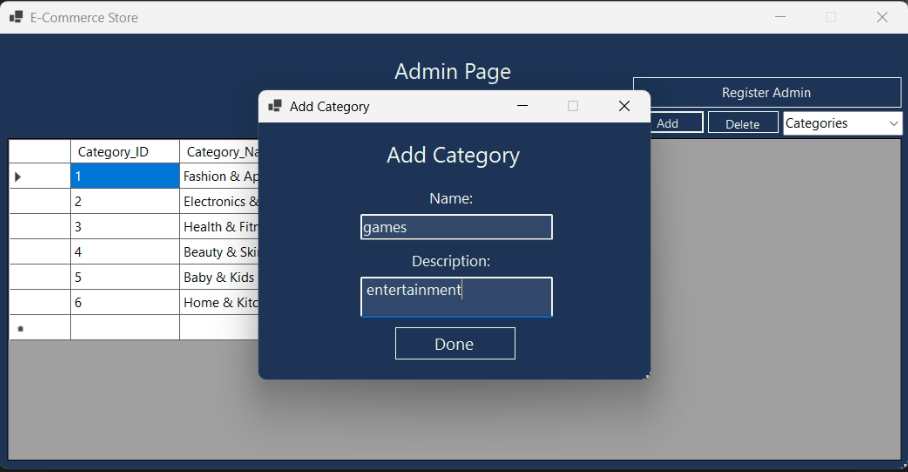 E-Commerce Store
Admin Page
Register Admin
Add
Delete
Categories
Category_ID
Category_Na
1
Fashion & Ap
2
Electronics &
3
Health & Fitn
4
Beauty & Skin
5
Baby & Kids
6
Home & Kitc
Add Category
Add Category
Name:
games
Description:
entertainment
Done